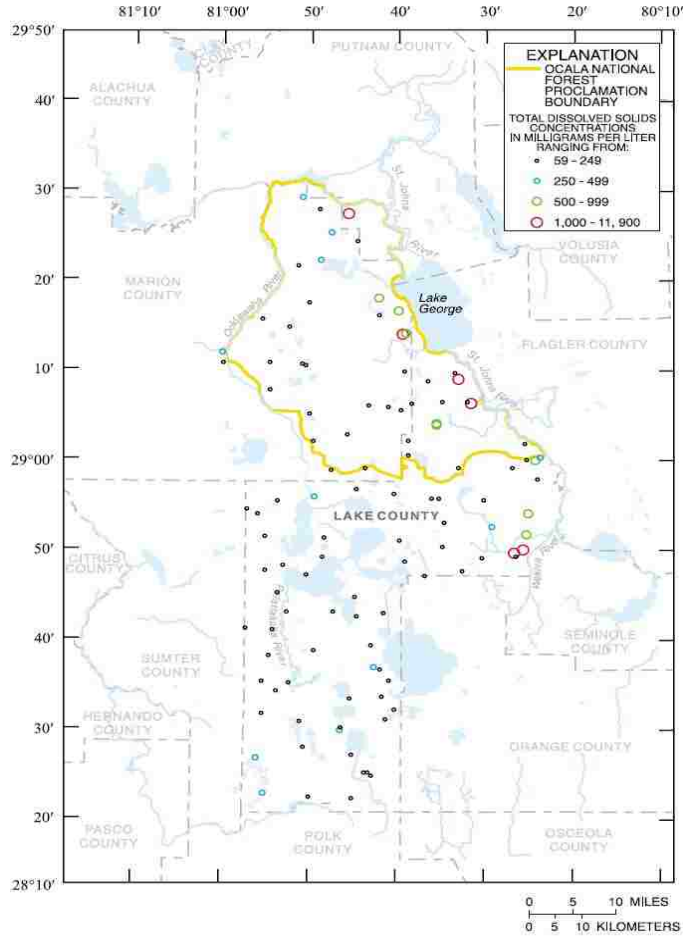 81°10′ 81°00′ 50′ 40′ 30′ 20′ 80°10′
29°50′
40′
30′
20′
10′
29°00′
50′
40′
30′
20′
28°10′
PUTNAM COUNTY
CLAY
COUNTY
ALACHUA
COUNTY
EXPLANATION
OCALA NATIONAL
FOREST
PROCLAMATION
BOUNDARY
TOTAL DISSOLVED SOLIDS
CONCENTRATIONS
IN MILLIGRAMS PER LITER
RANGING FROM:
59 - 249
250 - 499
500 - 999
1,000 - 11, 900
St. Johns
River
VOLUSIA
COUNTY
MARION
COUNTY
Ocklawaha River
Lake
George
FLAGLER COUNTY
St. Johns River
LAKE COUNTY
CITRUS
COUNTY
Wekiva River
SEMINOLE
COUNTY
River
SUMTER
COUNTY
HERNANDO
COUNTY
ORANGE COUNTY
PASCO
COUNTY
POLK
COUNTY
OSCEOLA
COUNTY
0 5 10 MILES
0 5 10 KILOMETERS